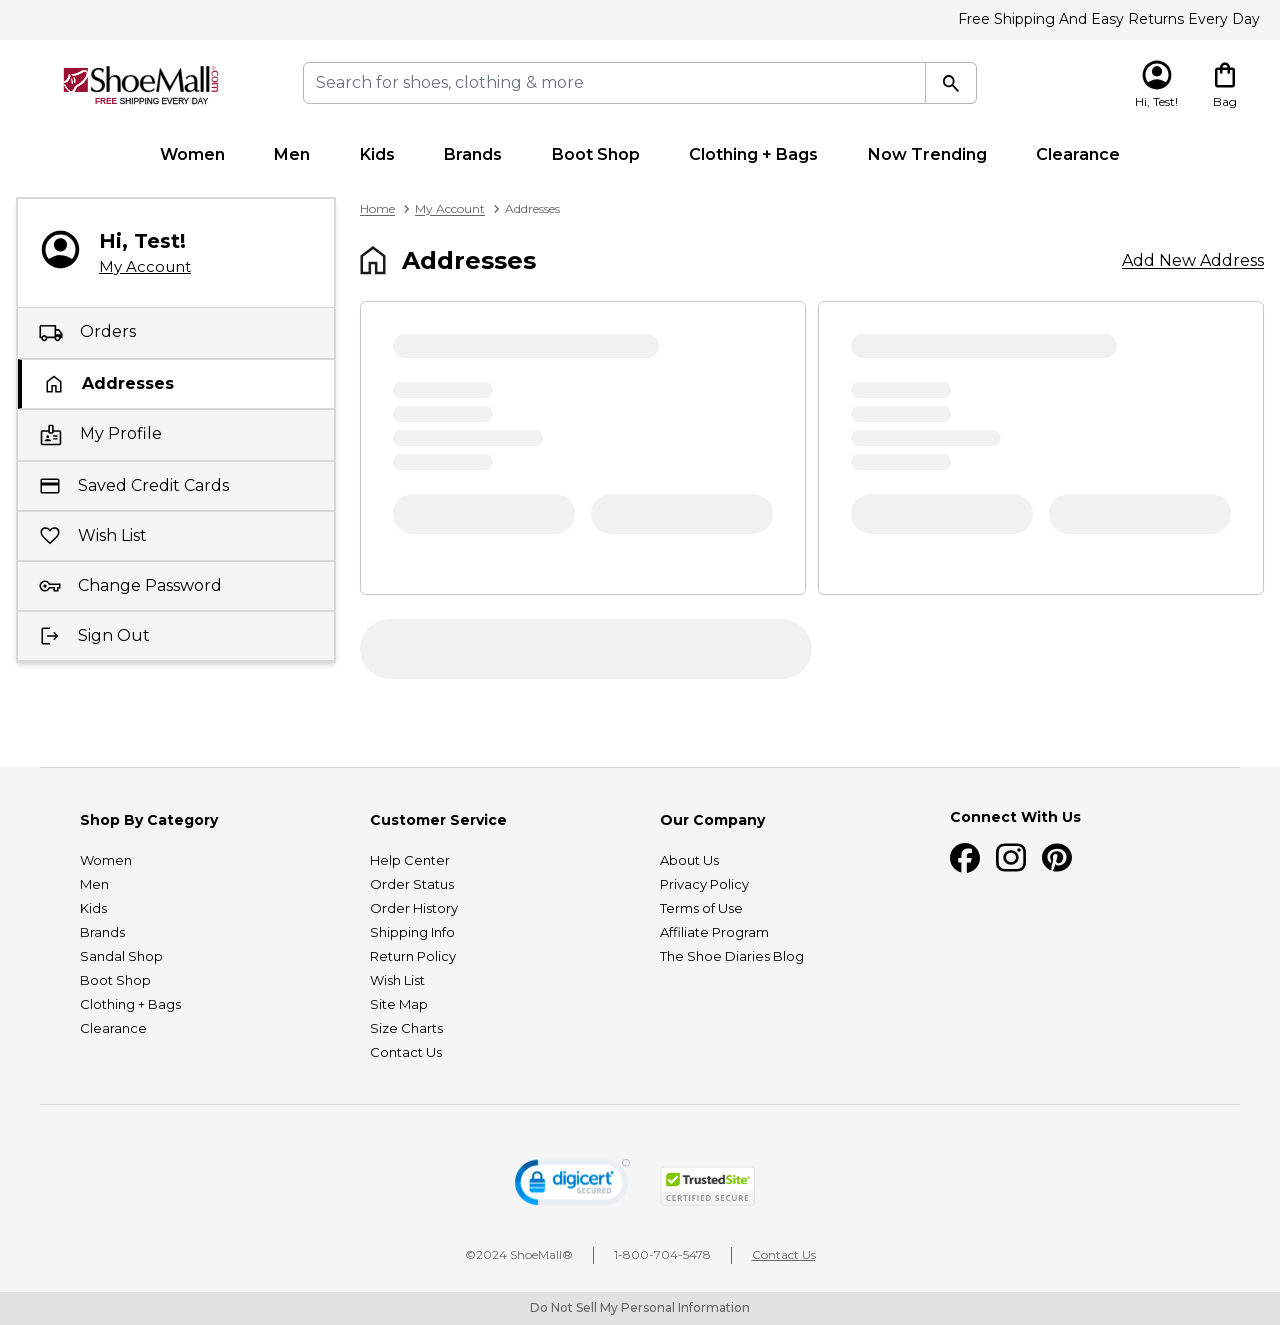 Free Shipping And Easy Returns Every Day
ShoeMall®.com
FREE SHIPPING EVERY DAY
Search for shoes, clothing & more
Hi, Test!
Bag
Women
Men
Kids
Brands
Boot Shop
Clothing + Bags
Now Trending
Clearance
Hi, Test!
My Account
Orders
Addresses
My Profile
Saved Credit Cards
Wish List
Change Password
Sign Out
Home > My Account > Addresses
Addresses
Add New Address
Shop By Category
Women
Men
Kids
Brands
Sandal Shop
Boot Shop
Clothing + Bags
Clearance
Customer Service
Help Center
Order Status
Order History
Shipping Info
Return Policy
Wish List
Site Map
Size Charts
Contact Us
Our Company
About Us
Privacy Policy
Terms of Use
Affiliate Program
The Shoe Diaries Blog
Connect With Us
digicert
SECURED
TrustedSite
CERTIFIED SECURE
©2024 ShoeMall®
1-800-704-5478
Contact Us
Do Not Sell My Personal Information